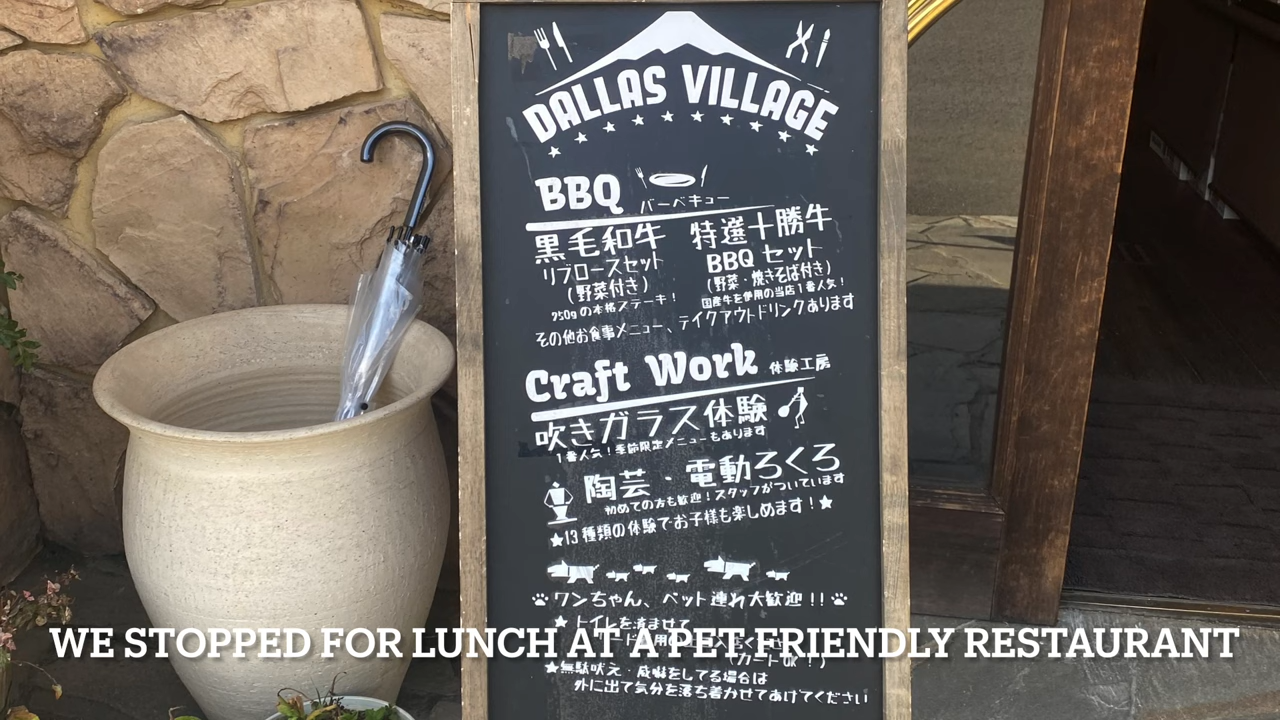 DALLAS VILLAGE
BBQ バーベキュー
黒毛和牛 特選十勝牛
リブロースセット BBQ セット
(野菜付き) (野菜・焼きそば付き)
250gの本格ステーキ! 国産牛を使用の当店1番人気!
その他お食事メニュー、テイクアウトドリンクあります
Craft Work 体験工房
吹きガラス体験
1番人気!季節限定メニューもあります
陶芸・電動ろくろ
初めての方も歓迎!スタッフがついています
★13種類の体験でお子様も楽しめます!★
ワンちゃん、ペット連れ大歓迎!!
★トイレを済ませて
WE STOPPED FOR LUNCH AT A PET FRIENDLY RESTAURANT
(カートOK!)
★無駄吠え・威嚇をしてる場合は
外に出て気分を落ち着かせてあげてください